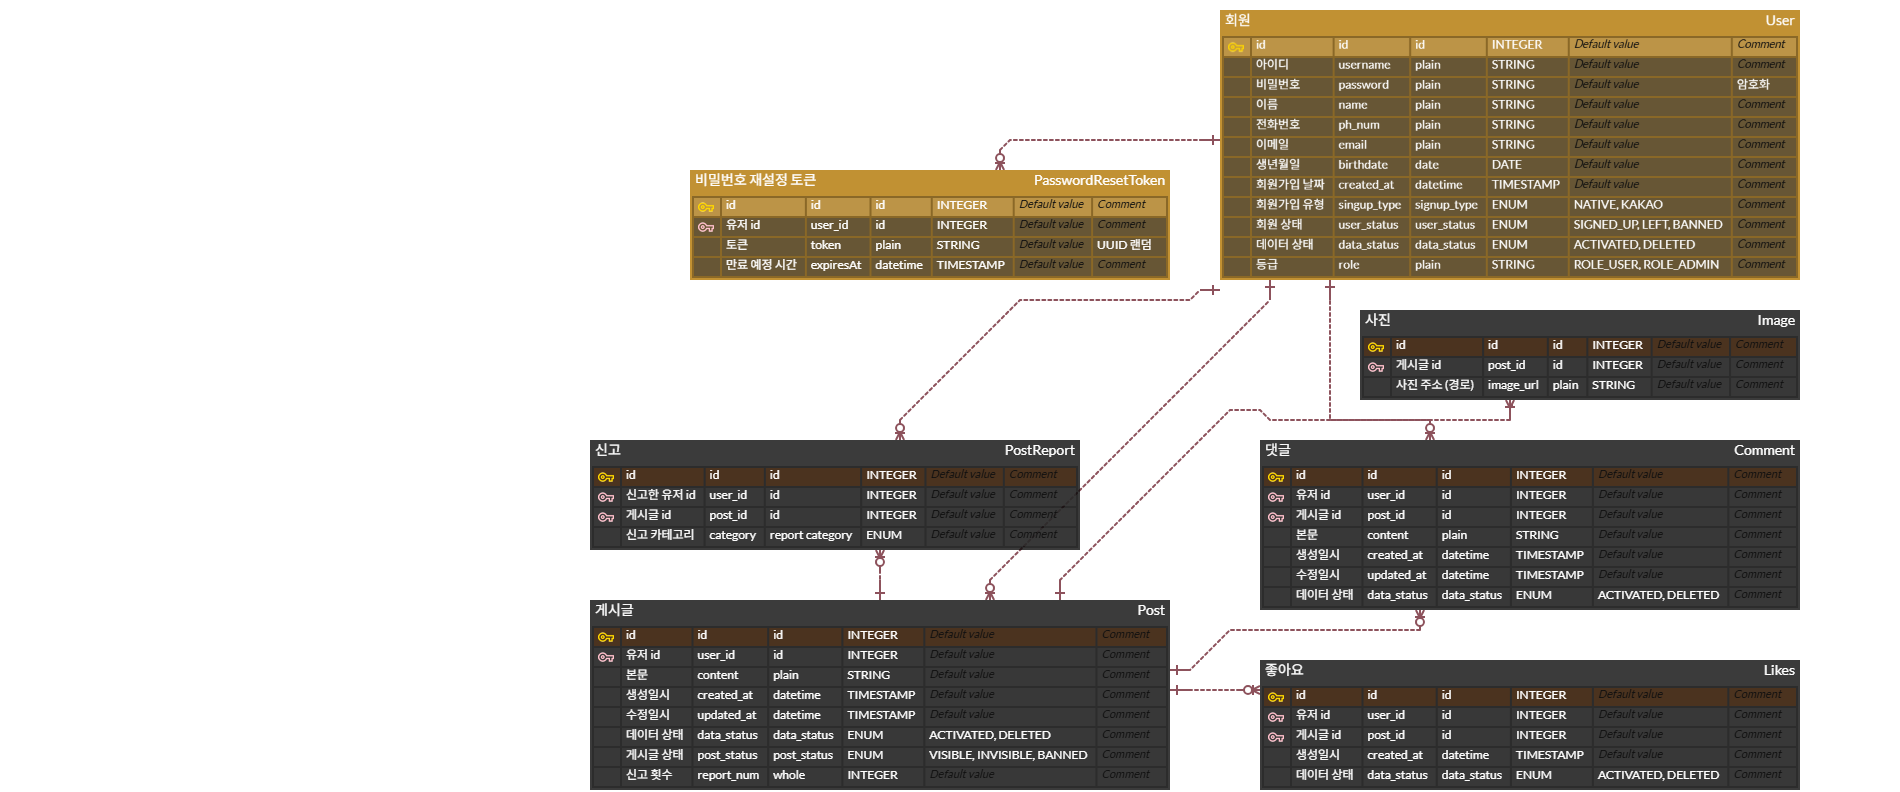 회원 User
id id id INTEGER Default value Comment
아이디 username plain STRING Default value Comment
비밀번호 password plain STRING Default value 암호화
이름 name plain STRING Default value Comment
전화번호 ph_num plain STRING Default value Comment
이메일 email plain STRING Default value Comment
생년월일 birthdate date DATE Default value Comment
회원가입 날짜 created_at datetime TIMESTAMP Default value Comment
회원가입 유형 singup_type signup_type ENUM NATIVE, KAKAO Comment
회원 상태 user_status user_status ENUM SIGNED_UP, LEFT, BANNED Comment
데이터 상태 data_status data_status ENUM ACTIVATED, DELETED Comment
등급 role plain STRING ROLE_USER, ROLE_ADMIN Comment
비밀번호 재설정 토큰 PasswordResetToken
id id id INTEGER Default value Comment
유저 id user_id id INTEGER Default value Comment
토큰 token plain STRING Default value UUID 랜덤
만료 예정 시간 expiresAt datetime TIMESTAMP Default value Comment
사진 Image
id id id INTEGER Default value Comment
게시글 id post_id id INTEGER Default value Comment
사진 주소 (경로) image_url plain STRING Default value Comment
신고 PostReport
id id id INTEGER Default value Comment
신고한 유저 id user_id id INTEGER Default value Comment
게시글 id post_id id INTEGER Default value Comment
신고 카테고리 category report category ENUM Default value Comment
댓글 Comment
id id id INTEGER Default value Comment
유저 id user_id id INTEGER Default value Comment
게시글 id post_id id INTEGER Default value Comment
본문 content plain STRING Default value Comment
생성일시 created_at datetime TIMESTAMP Default value Comment
수정일시 updated_at datetime TIMESTAMP Default value Comment
데이터 상태 data_status data_status ENUM ACTIVATED, DELETED Comment
게시글 Post
id id id INTEGER Default value Comment
유저 id user_id id INTEGER Default value Comment
본문 content plain STRING Default value Comment
생성일시 created_at datetime TIMESTAMP Default value Comment
수정일시 updated_at datetime TIMESTAMP Default value Comment
데이터 상태 data_status data_status ENUM ACTIVATED, DELETED Comment
게시글 상태 post_status post_status ENUM VISIBLE, INVISIBLE, BANNED Comment
신고 횟수 report_num whole INTEGER Default value Comment
좋아요 Likes
id id id INTEGER Default value Comment
유저 id user_id id INTEGER Default value Comment
게시글 id post_id id INTEGER Default value Comment
생성일시 created_at datetime TIMESTAMP Default value Comment
데이터 상태 data_status data_status ENUM ACTIVATED, DELETED Comment